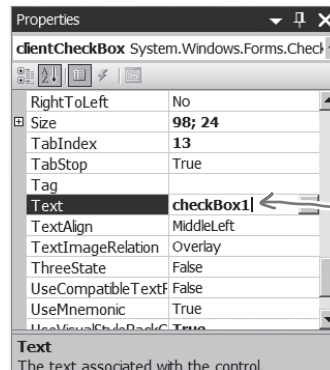 Properties
clientCheckBox System.Windows.Forms.Check
RightToLeft No
Size 98; 24
TabIndex 13
TabStop True
Tag
Text checkBox1
TextAlign MiddleLeft
TextImageRelation Overlay
ThreeState False
UseCompatibleTextR False
UseMnemonic True
UseVisualStyleBackC True
Text
The text associated with the control.